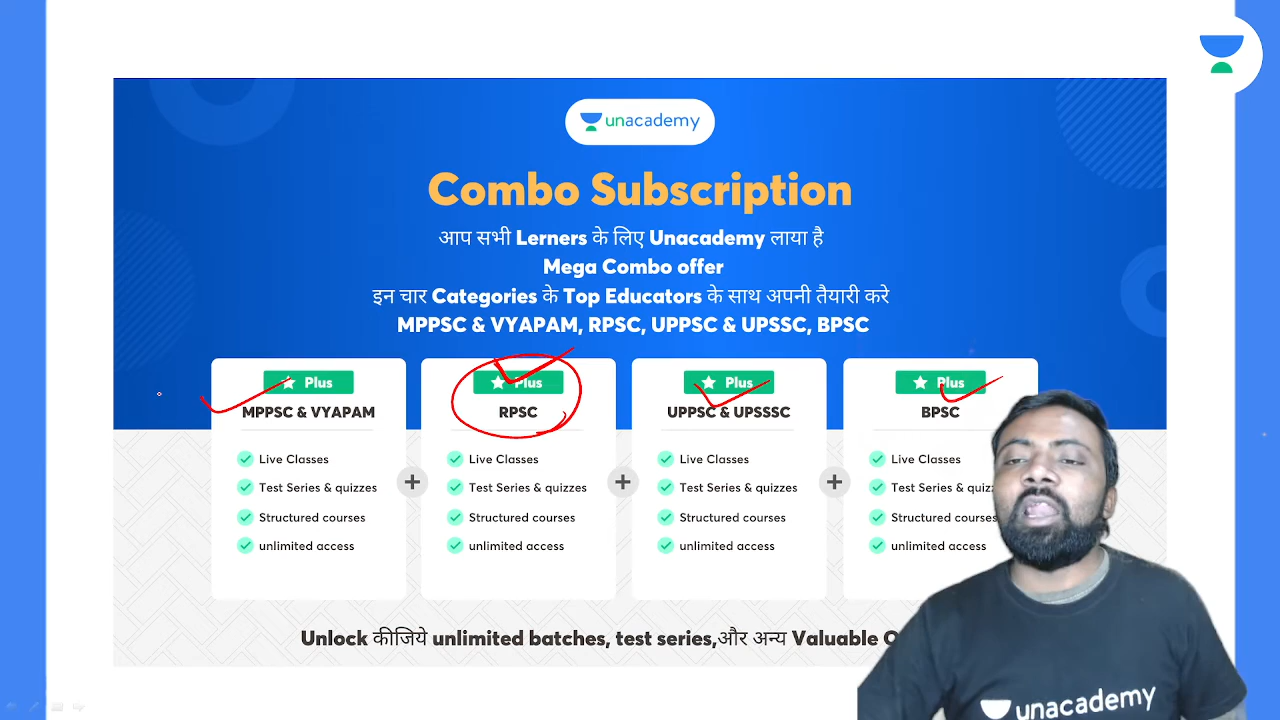 unacademy
Combo Subscription
आप सभी Lerners के लिए Unacademy लाया है
Mega Combo offer
इन चार Categories के Top Educators के साथ अपनी तैयारी करे
MPPSC & VYAPAM, RPSC, UPPSC & UPSSC, BPSC
Plus
MPPSC & VYAPAM
Live Classes
Test Series & quizzes
Structured courses
unlimited access
+
Plus
RPSC
Live Classes
Test Series & quizzes
Structured courses
unlimited access
+
Plus
UPPSC & UPSSSC
Live Classes
Test Series & quizzes
Structured courses
unlimited access
+
Plus
BPSC
Live Classes
Test Series &
Structured courses
unlimited access
Unlock कीजिये unlimited batches, test series,और अन्य Valuable
unacademy